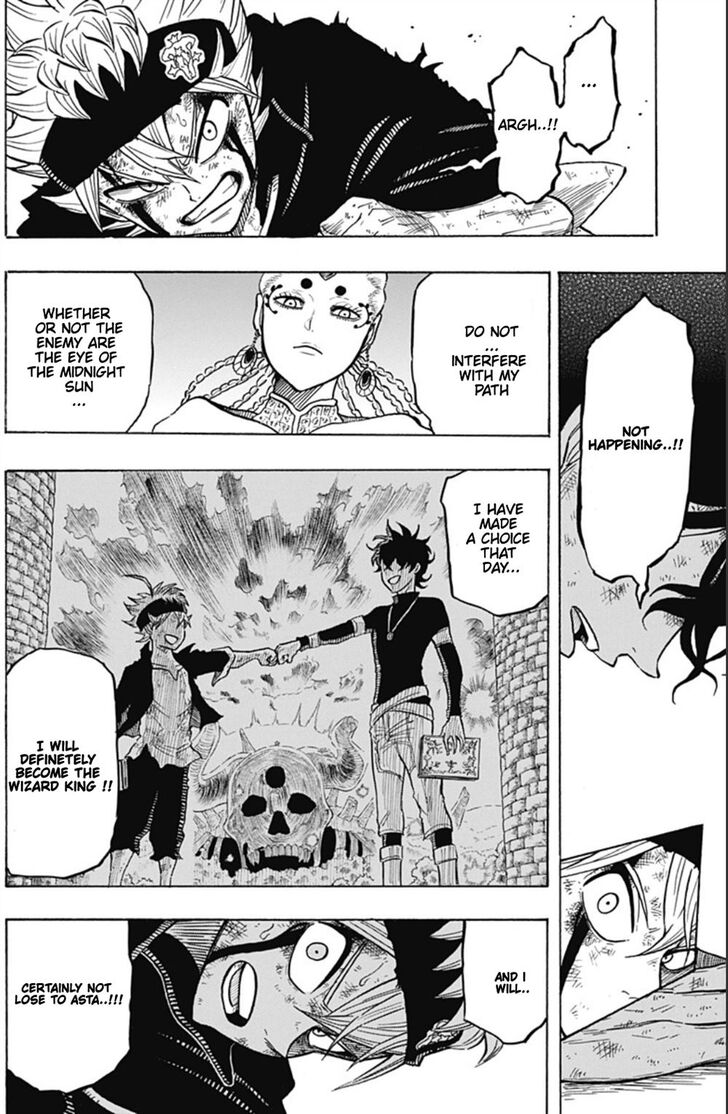 ...
ARGH..!!
NOT
HAPPENING..!!
DO NOT
...
INTERFERE
WITH MY
PATH
WHETHER
OR NOT THE
ENEMY ARE
THE EYE OF
THE MIDNIGHT
SUN
...
I HAVE
MADE
A CHOICE
THAT
DAY...
I WILL
DEFINETELY
BECOME THE
WIZARD KING !!
AND I
WILL..
CERTAINLY NOT
LOSE TO ASTA..!!!